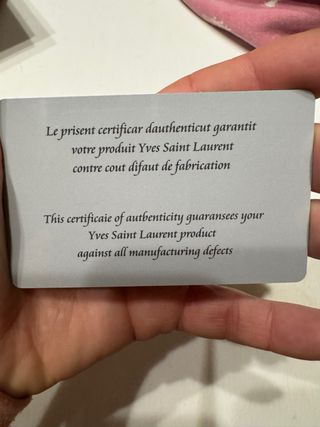 Le prisent certificar dauthenticut garantit
votre produit Yves Saint Laurent
contre cout difaut de fabrication
This certificaie of authenticity guaransees your
Yves Saint Laurent product
against all manufacturing defects